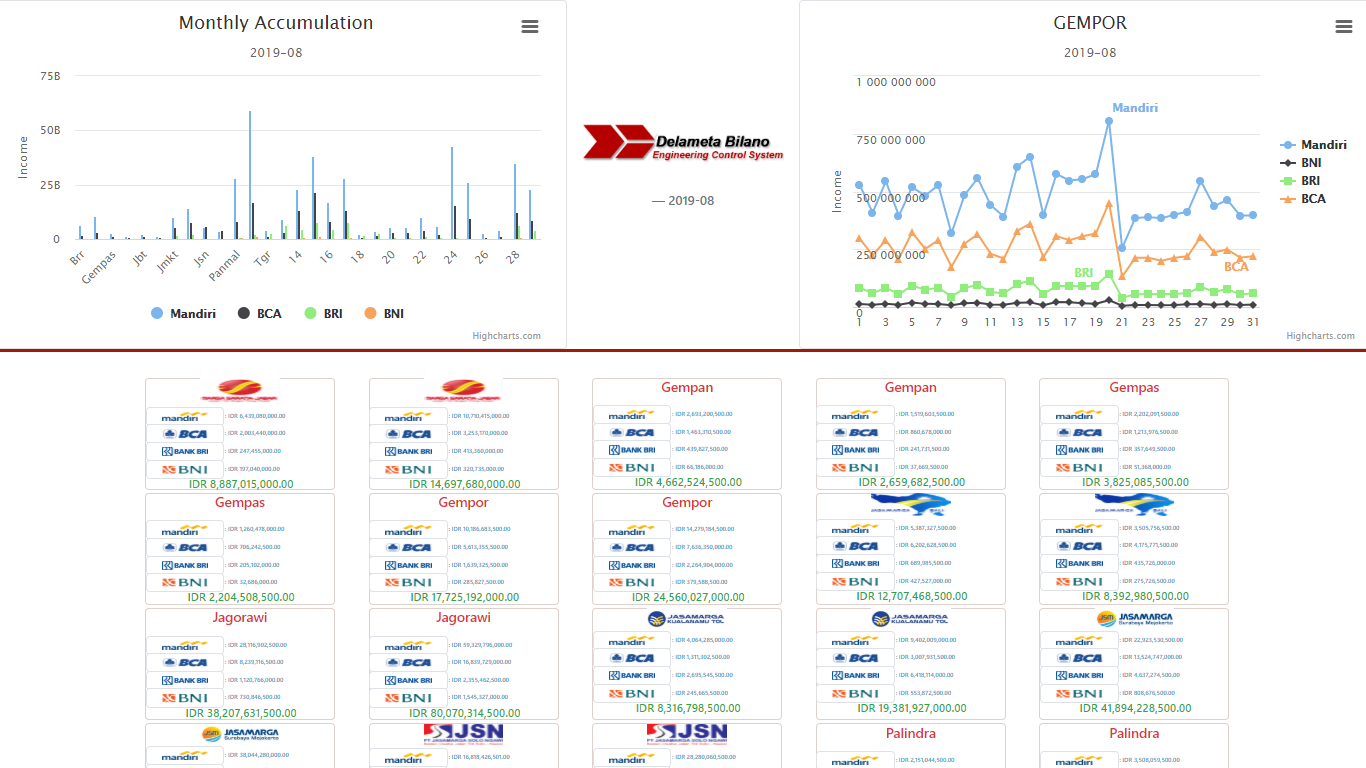 Monthly Accumulation
2019-08
75B
50B
25B
0
Income
Brr
Gempas
Jbt
Jmkt
Jsn
Panmal
Tgr
14
16
18
20
22
24
26
28
Mandiri
BCA
BRI
BNI
Highcharts.com
Delameta Bilano
Engineering Control System
— 2019-08
GEMPOR
2019-08
1 000 000 000
750 000 000
500 000 000
250 000 000
0
Income
Mandiri
BRI
BCA
1 3 5 7 9 11 13 15 17 19 21 23 25 27 29 31
Mandiri
BNI
BRI
BCA
Highcharts.com
mandiri : IDR 6,439,080,000.00
BCA : IDR 2,003,440,000.00
BANK BRI : IDR 247,455,000.00
BNI : IDR 197,040,000.00
IDR 8,887,015,000.00
mandiri : IDR 10,710,415,000.00
BCA : IDR 3,253,170,000.00
BANK BRI : IDR 413,360,000.00
BNI : IDR 320,735,000.00
IDR 14,697,680,000.00
Gempan
mandiri : IDR 2,693,200,500.00
BCA : IDR 1,463,310,500.00
BANK BRI : IDR 439,827,500.00
BNI : IDR 66,186,000.00
IDR 4,662,524,500.00
Gempan
mandiri : IDR 1,519,603,500.00
BCA : IDR 860,678,000.00
BANK BRI : IDR 241,731,500.00
BNI : IDR 37,669,500.00
IDR 2,659,682,500.00
Gempas
mandiri : IDR 2,202,091,500.00
BCA : IDR 1,213,976,500.00
BANK BRI : IDR 357,649,500.00
BNI : IDR 51,368,000.00
IDR 3,825,085,500.00
Gempas
mandiri : IDR 1,260,478,000.00
BCA : IDR 706,242,500.00
BANK BRI : IDR 205,102,000.00
BNI : IDR 32,686,000.00
IDR 2,204,508,500.00
Gempor
mandiri : IDR 10,186,683,500.00
BCA : IDR 5,613,355,500.00
BANK BRI : IDR 1,639,325,500.00
BNI : IDR 285,827,500.00
IDR 17,725,192,000.00
Gempor
mandiri : IDR 14,279,184,500.00
BCA : IDR 7,636,350,000.00
BANK BRI : IDR 2,264,904,000.00
BNI : IDR 379,588,500.00
IDR 24,560,027,000.00
mandiri : IDR 5,387,327,500.00
BCA : IDR 6,202,628,500.00
BANK BRI : IDR 689,985,500.00
BNI : IDR 427,527,000.00
IDR 12,707,468,500.00
mandiri : IDR 3,505,756,500.00
BCA : IDR 4,175,771,500.00
BANK BRI : IDR 435,726,000.00
BNI : IDR 275,726,500.00
IDR 8,392,980,500.00
Jagorawi
mandiri : IDR 28,116,902,500.00
BCA : IDR 8,239,116,500.00
BANK BRI : IDR 1,120,766,000.00
BNI : IDR 730,846,500.00
IDR 38,207,631,500.00
Jagorawi
mandiri : IDR 59,329,796,000.00
BCA : IDR 16,839,729,000.00
BANK BRI : IDR 2,355,462,500.00
BNI : IDR 1,545,327,000.00
IDR 80,070,314,500.00
JASAMARGA
KUALANAMU TOL
mandiri : IDR 4,064,285,000.00
BCA : IDR 1,311,302,500.00
BANK BRI : IDR 2,695,545,500.00
BNI : IDR 245,665,500.00
IDR 8,316,798,500.00
JASAMARGA
KUALANAMU TOL
mandiri : IDR 9,402,009,000.00
BCA : IDR 3,007,931,500.00
BANK BRI : IDR 6,418,114,000.00
BNI : IDR 553,872,500.00
IDR 19,381,927,000.00
JSM JASAMARGA
Surabaya Mojokerto
mandiri : IDR 22,923,530,500.00
BCA : IDR 13,524,747,000.00
BANK BRI : IDR 4,637,274,500.00
BNI : IDR 808,676,500.00
IDR 41,894,228,500.00
JSM JASAMARGA
Surabaya Mojokerto
mandiri : IDR 38,044,280,000.00
JSN
PT JASAMARGA SOLO NGAWI
mandiri : IDR 16,818,426,501.00
JSN
PT JASAMARGA SOLO NGAWI
mandiri : IDR 28,280,060,500.00
Palindra
mandiri : IDR 2,151,044,500.00
Palindra
mandiri : IDR 3,508,059,500.00